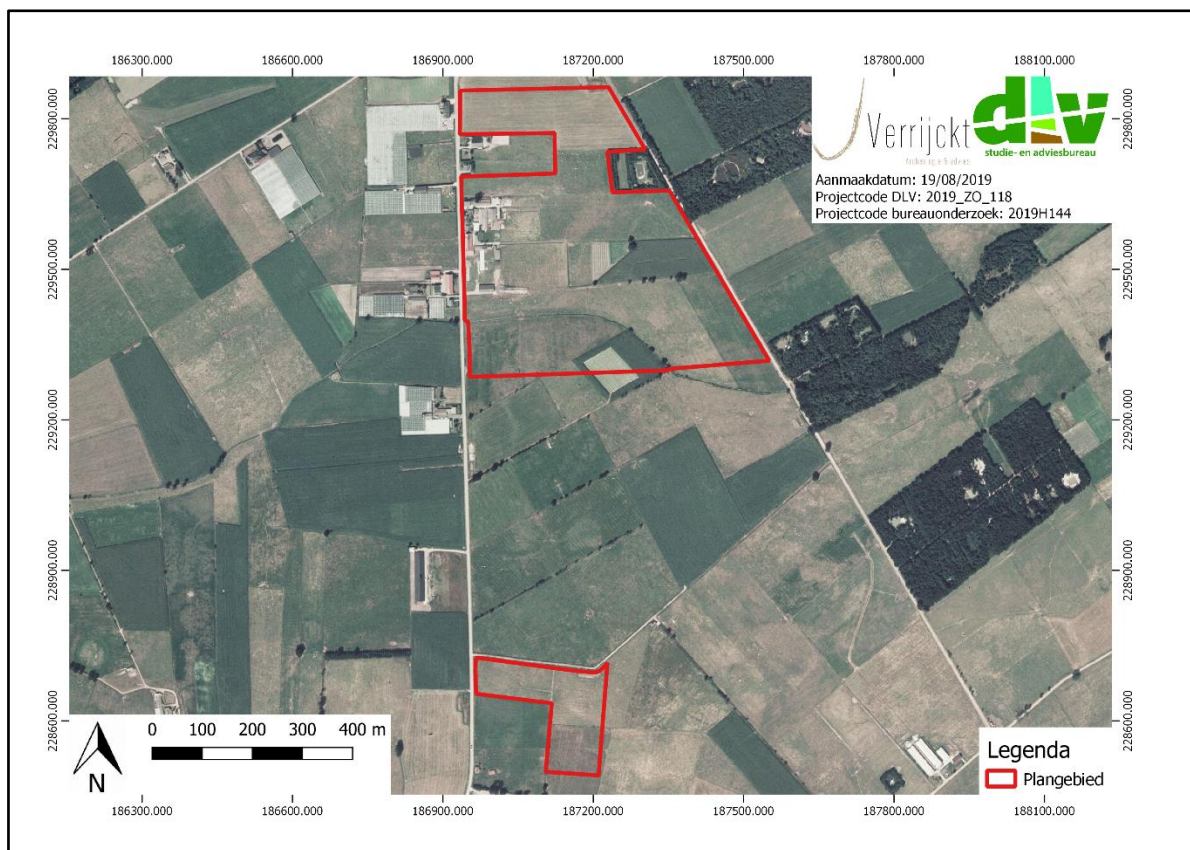 186300.000 186600.000 186900.000 187200.000 187500.000 187800.000 188100.000
229800.000 229800.000
Verrijckt
dlv
studie- en adviesbureau
Aanmaakdatum: 19/08/2019
Projectcode DLV: 2019_ZO_118
Projectcode bureauonderzoek: 2019H144
229500.000 229500.000
229200.000 229200.000
228900.000 228900.000
228600.000 228600.000
0 100 200 300 400 m
N
Legenda
Plangebied
186300.000 186600.000 186900.000 187200.000 187500.000 187800.000 188100.000